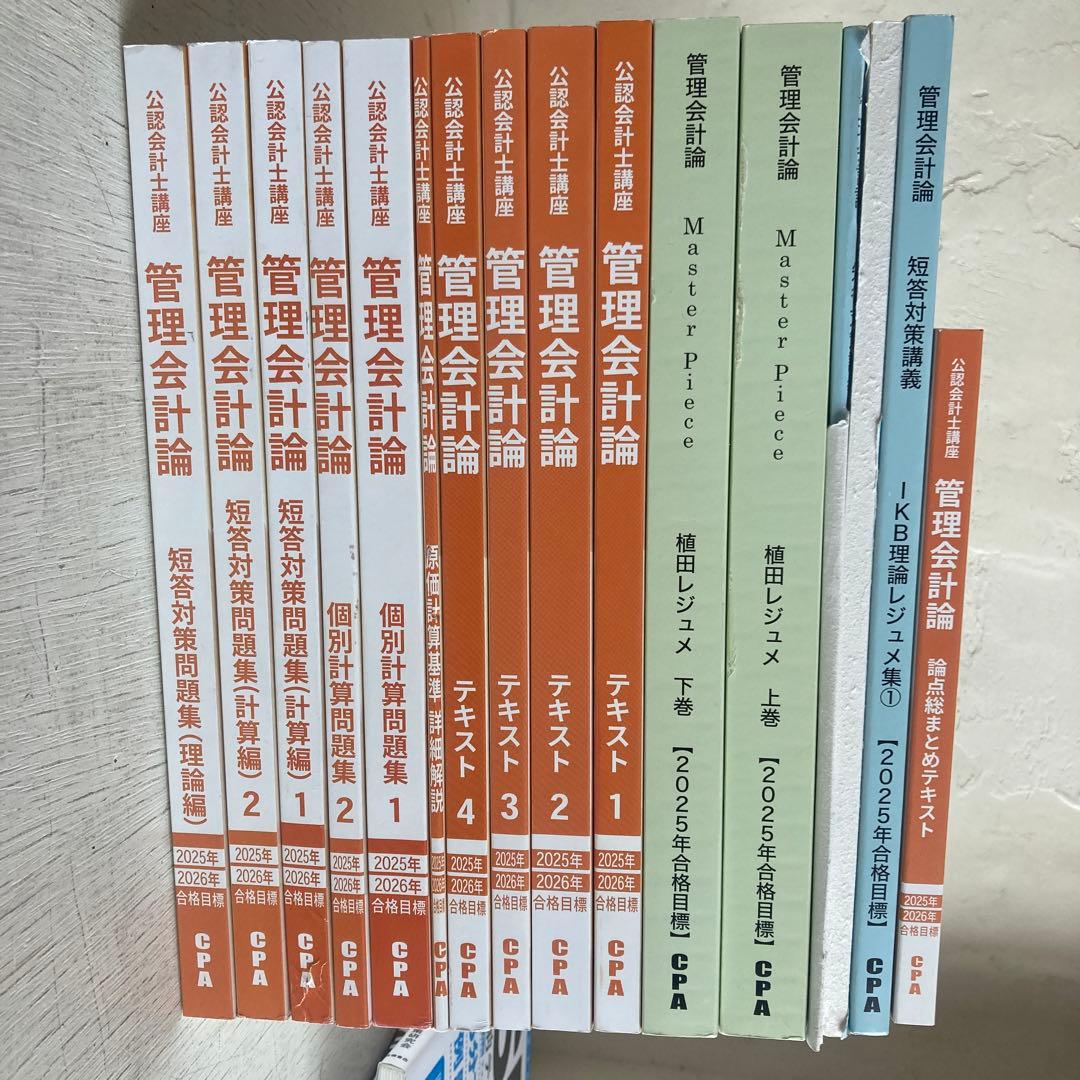 公認会計士講座
管理会計論
短答対策問題集(理論編)
2025年
2026年
合格目標
CPA
公認会計士講座
管理会計論
短答対策問題集(計算編)
2
2025年
2026年
合格目標
CPA
公認会計士講座
管理会計論
短答対策問題集(計算編)
1
2025年
2026年
合格目標
CPA
公認会計士講座
管理会計論
個別計算問題集
2
2025年
2026年
合格目標
CPA
公認会計士講座
管理会計論
個別計算問題集
1
2025年
2026年
合格目標
CPA
公認会計士講座
管理会計論
原価計算基準 詳細解説
2025年
2026年
合格目標
CPA
公認会計士講座
管理会計論
テキスト
4
2025年
2026年
合格目標
CPA
公認会計士講座
管理会計論
テキスト
3
2025年
2026年
合格目標
CPA
公認会計士講座
管理会計論
テキスト
2
2025年
2026年
合格目標
CPA
公認会計士講座
管理会計論
テキスト
1
2025年
2026年
合格目標
CPA
管理会計論 Master Piece 植田レジュメ 下巻 【2025年合格目標】 CPA
管理会計論 Master Piece 植田レジュメ 上巻 【2025年合格目標】 CPA
管理会計論 短答対策講義 IKB理論レジュメ集① 【2025年合格目標】 CPA
公認会計士講座
管理会計論
論点総まとめテキスト
2025年
2026年
合格目標
CPA